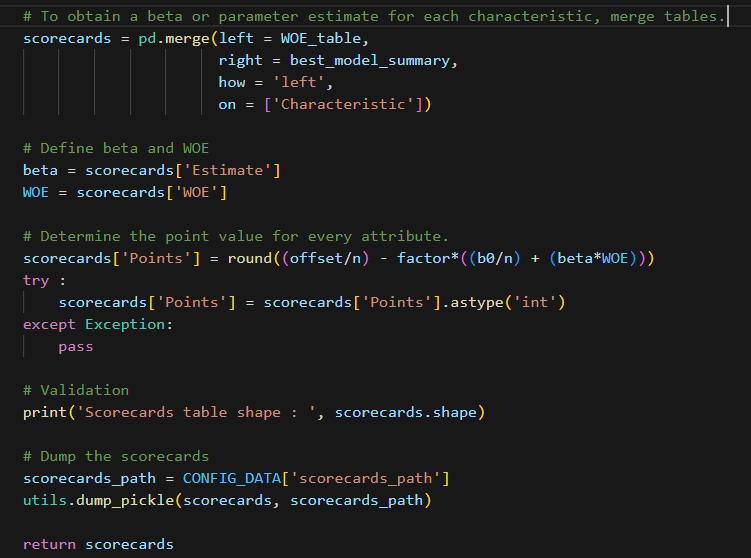 # To obtain a beta or parameter estimate for each characteristic, merge tables.
scorecards = pd.merge(left = WOE_table,
                      right = best_model_summary,
                      how = 'left',
                      on = ['Characteristic'])

# Define beta and WOE
beta = scorecards['Estimate']
WOE = scorecards['WOE']

# Determine the point value for every attribute.
scorecards['Points'] = round((offset/n) - factor*((b0/n) + (beta*WOE)))
try :
    scorecards['Points'] = scorecards['Points'].astype('int')
except Exception:
    pass

# Validation
print('Scorecards table shape : ', scorecards.shape)

# Dump the scorecards
scorecards_path = CONFIG_DATA['scorecards_path']
utils.dump_pickle(scorecards, scorecards_path)

return scorecards